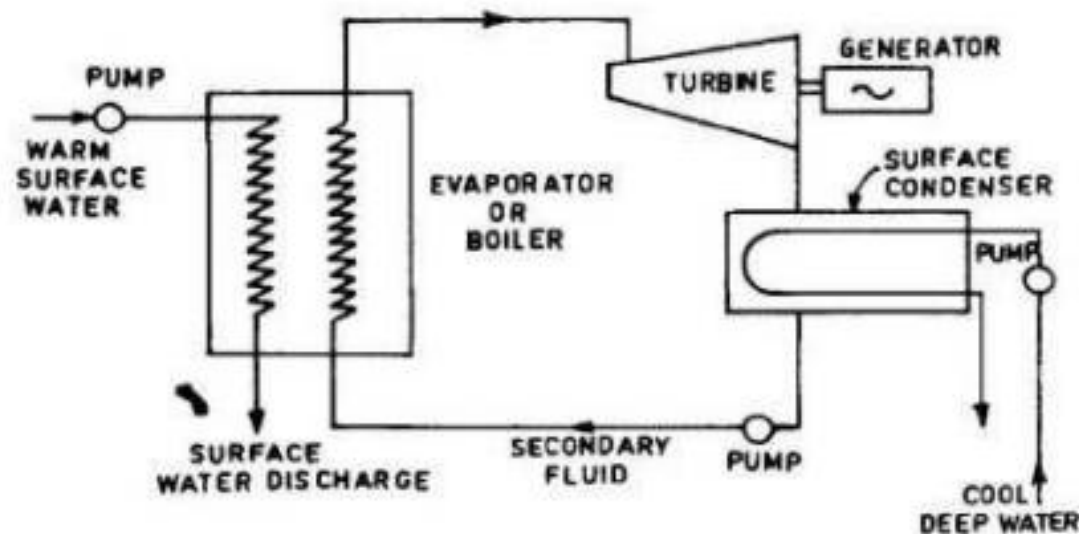 PUMP
WARM
SURFACE
WATER
EVAPORATOR
OR
BOILER
TURBINE
GENERATOR
SURFACE
CONDENSER
PUMP
COOL
DEEP WATER
PUMP
SECONDARY
FLUID
SURFACE
WATER DISCHARGE